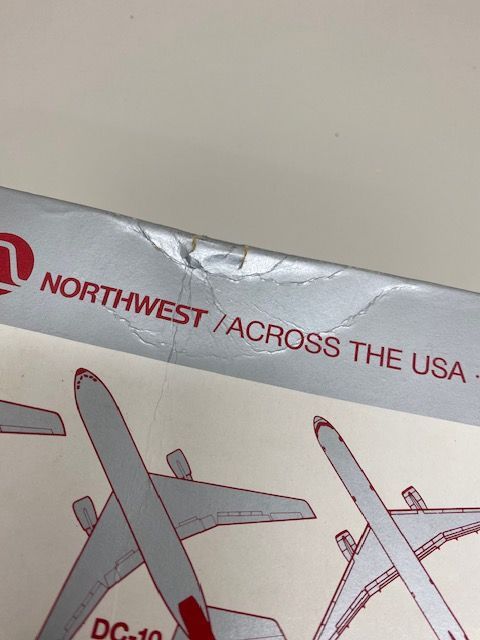 NORTHWEST / ACROSS THE USA ·
DC-10